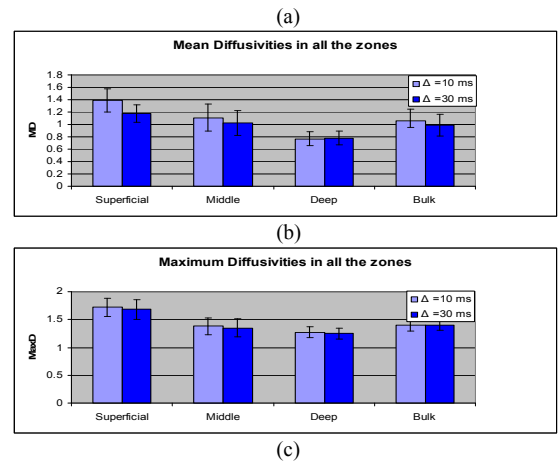 (a)
Mean Diffusivities in all the zones
1.8
1.6
1.4
1.2
1
0.8
0.6
0.4
0.2
0
MD
Δ =10 ms
Δ =30 ms
Superficial Middle Deep Bulk
(b)
Maximum Diffusivities in all the zones
2
1.5
1
0.5
0
MaxD
Δ =10 ms
Δ =30 ms
Superficial Middle Deep Bulk
(c)